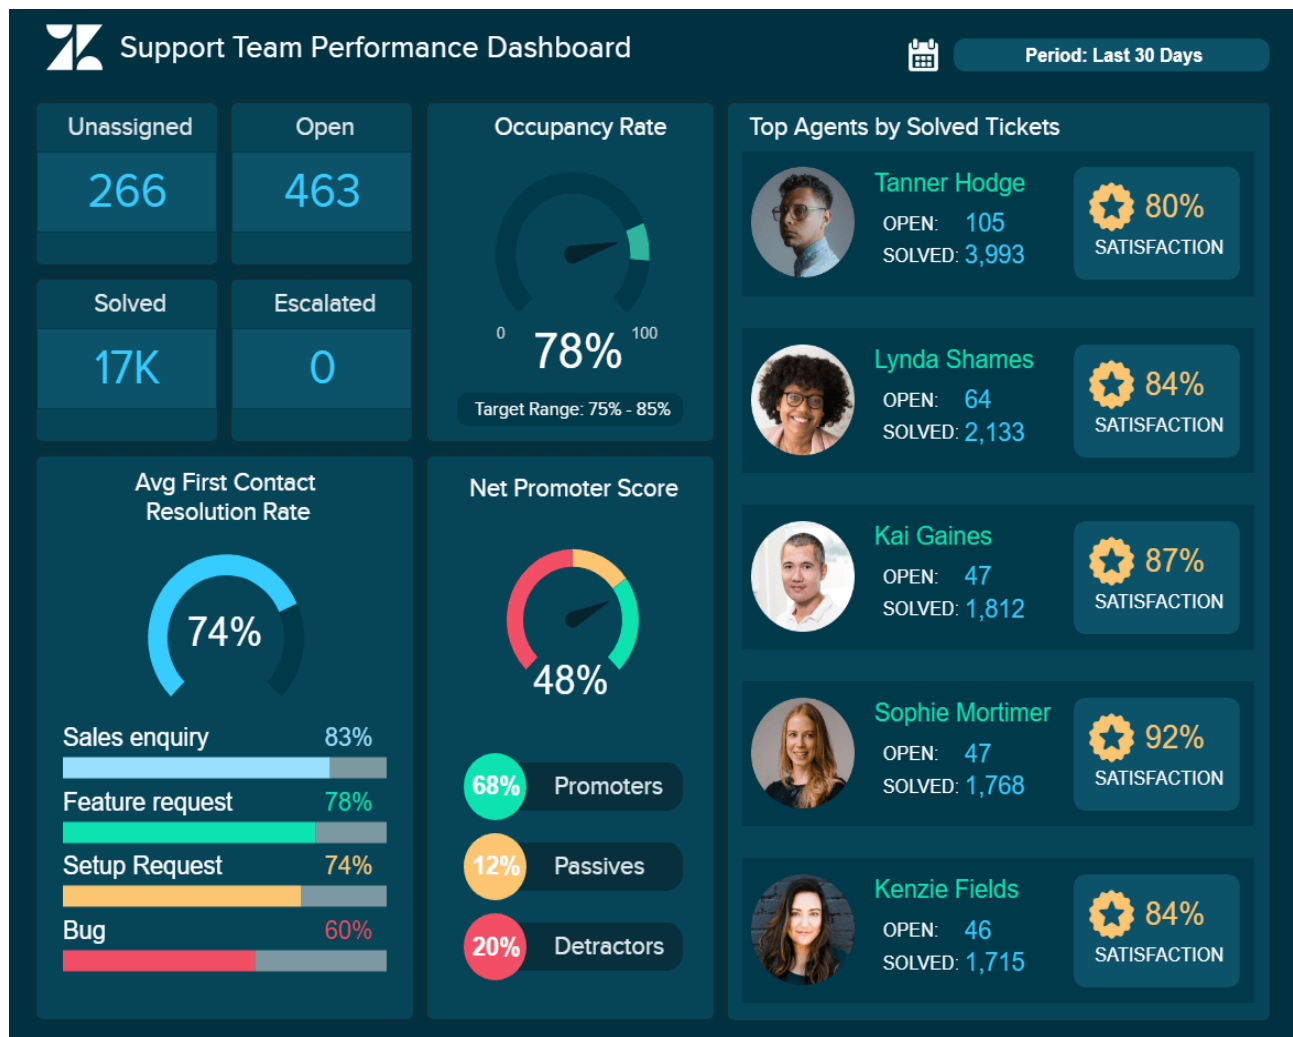 Support Team Performance Dashboard
Period: Last 30 Days
Unassigned
266
Open
463
Solved
17K
Escalated
0
Occupancy Rate
0
100
78%
Target Range: 75% - 85%
Avg First Contact
Resolution Rate
74%
Sales enquiry 83%
Feature request 78%
Setup Request 74%
Bug 60%
Net Promoter Score
48%
68% Promoters
12% Passives
20% Detractors
Top Agents by Solved Tickets
Tanner Hodge
OPEN: 105
SOLVED: 3,993
80%
SATISFACTION
Lynda Shames
OPEN: 64
SOLVED: 2,133
84%
SATISFACTION
Kai Gaines
OPEN: 47
SOLVED: 1,812
87%
SATISFACTION
Sophie Mortimer
OPEN: 47
SOLVED: 1,768
92%
SATISFACTION
Kenzie Fields
OPEN: 46
SOLVED: 1,715
84%
SATISFACTION